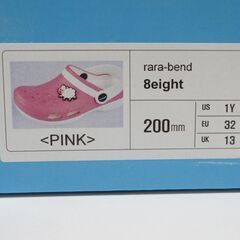 rara-bend
8eight
<PINK>
200mm
US 1Y
EU 32
UK 13